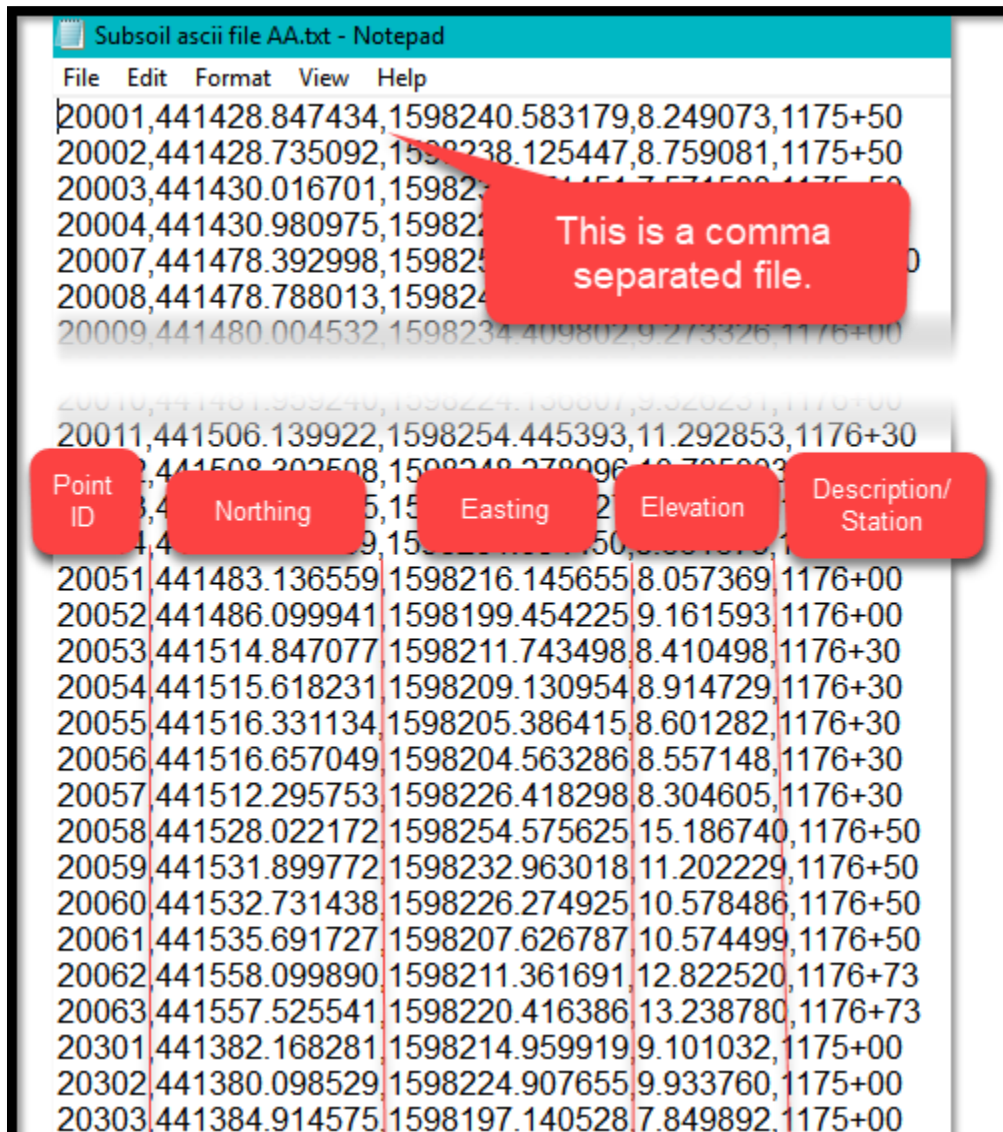 Subsoil ascii file AA.txt - Notepad
File Edit Format View Help
20001,441428.847434,1598240.583179,8.249073,1175+50
20002,441428.735092,1598238.125447,8.759081,1175+50
20003,441430.016701,15982
20004,441430.980975,15982
20007,441478.392998,15982
20008,441478.788013,15982
This is a comma
separated file.
20009,441480.004532,1598234.409802,9.273326,1176+00
20011,441506.139922,1598254.445393,11.292853,1176+30
Point
ID
Northing
Easting
Elevation
Description/
Station
20051,441483.136559,1598216.145655,8.057369,1176+00
20052,441486.099941,1598199.454225,9.161593,1176+00
20053,441514.847077,1598211.743498,8.410498,1176+30
20054,441515.618231,1598209.130954,8.914729,1176+30
20055,441516.331134,1598205.386415,8.601282,1176+30
20056,441516.657049,1598204.563286,8.557148,1176+30
20057,441512.295753,1598226.418298,8.304605,1176+30
20058,441528.022172,1598254.575625,15.186740,1176+50
20059,441531.899772,1598232.963018,11.202229,1176+50
20060,441532.731438,1598226.274925,10.578486,1176+50
20061,441535.691727,1598207.626787,10.574499,1176+50
20062,441558.099890,1598211.361691,12.822520,1176+73
20063,441557.525541,1598220.416386,13.238780,1176+73
20301,441382.168281,1598214.959919,9.101032,1175+00
20302,441380.098529,1598224.907655,9.933760,1175+00
20303,441384.914575,1598197.140528,7.849892,1175+00